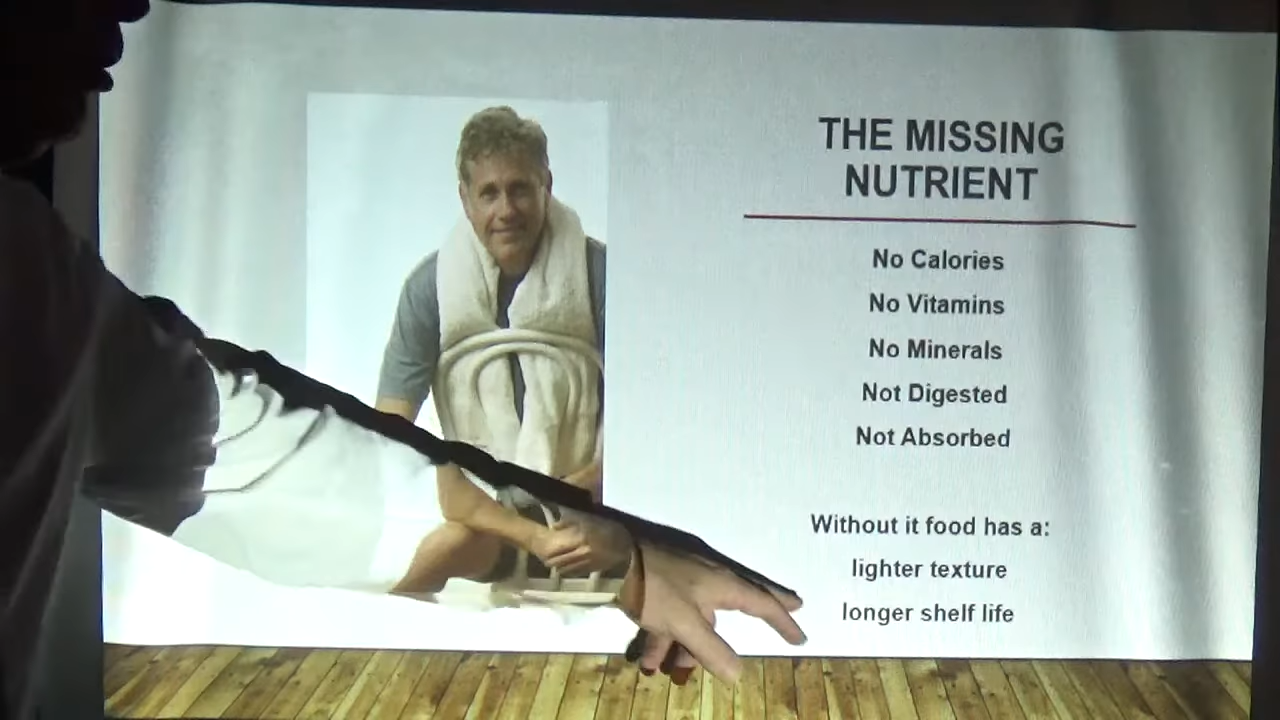 THE MISSING
NUTRIENT
No Calories
No Vitamins
No Minerals
Not Digested
Not Absorbed
Without it food has a:
lighter texture
longer shelf life